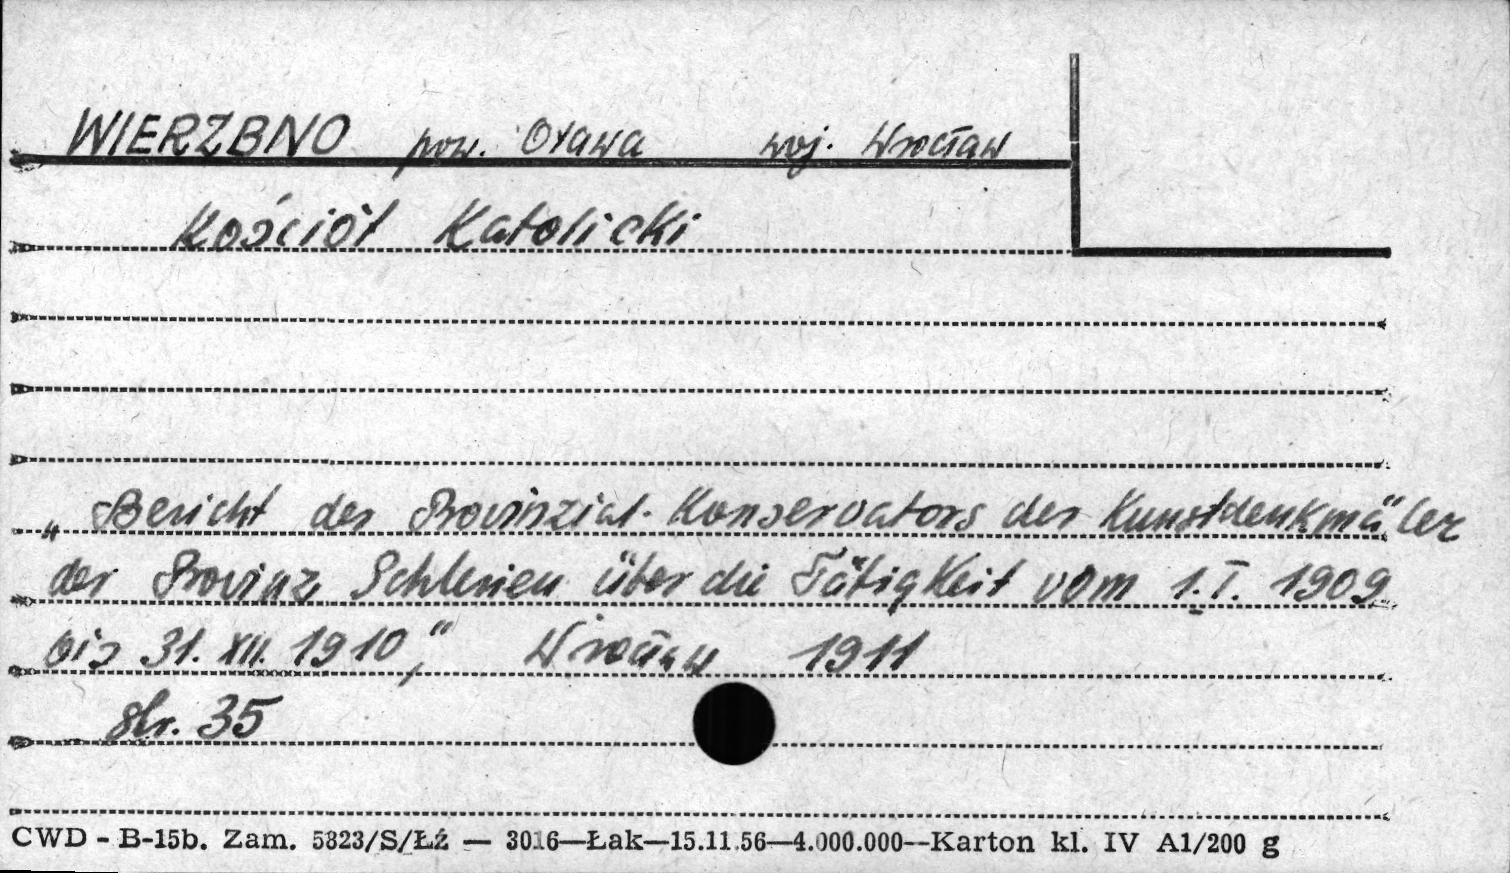 WIERZBNO pow. Oława woj. Wrocław
Kościół Katolicki
„Bericht des Provinzial-Konservators der Kunstdenkmäler
der Provinz Schlesien über die Tätigkeit vom 1.I. 1909
bis 31. XII. 1910,“ Wrocław 1911
str. 35
CWD - B-15b. Zam. 5823/S/Łź — 3016—Łak—15.11.56—4.000.000--Karton kl. IV A1/200 g